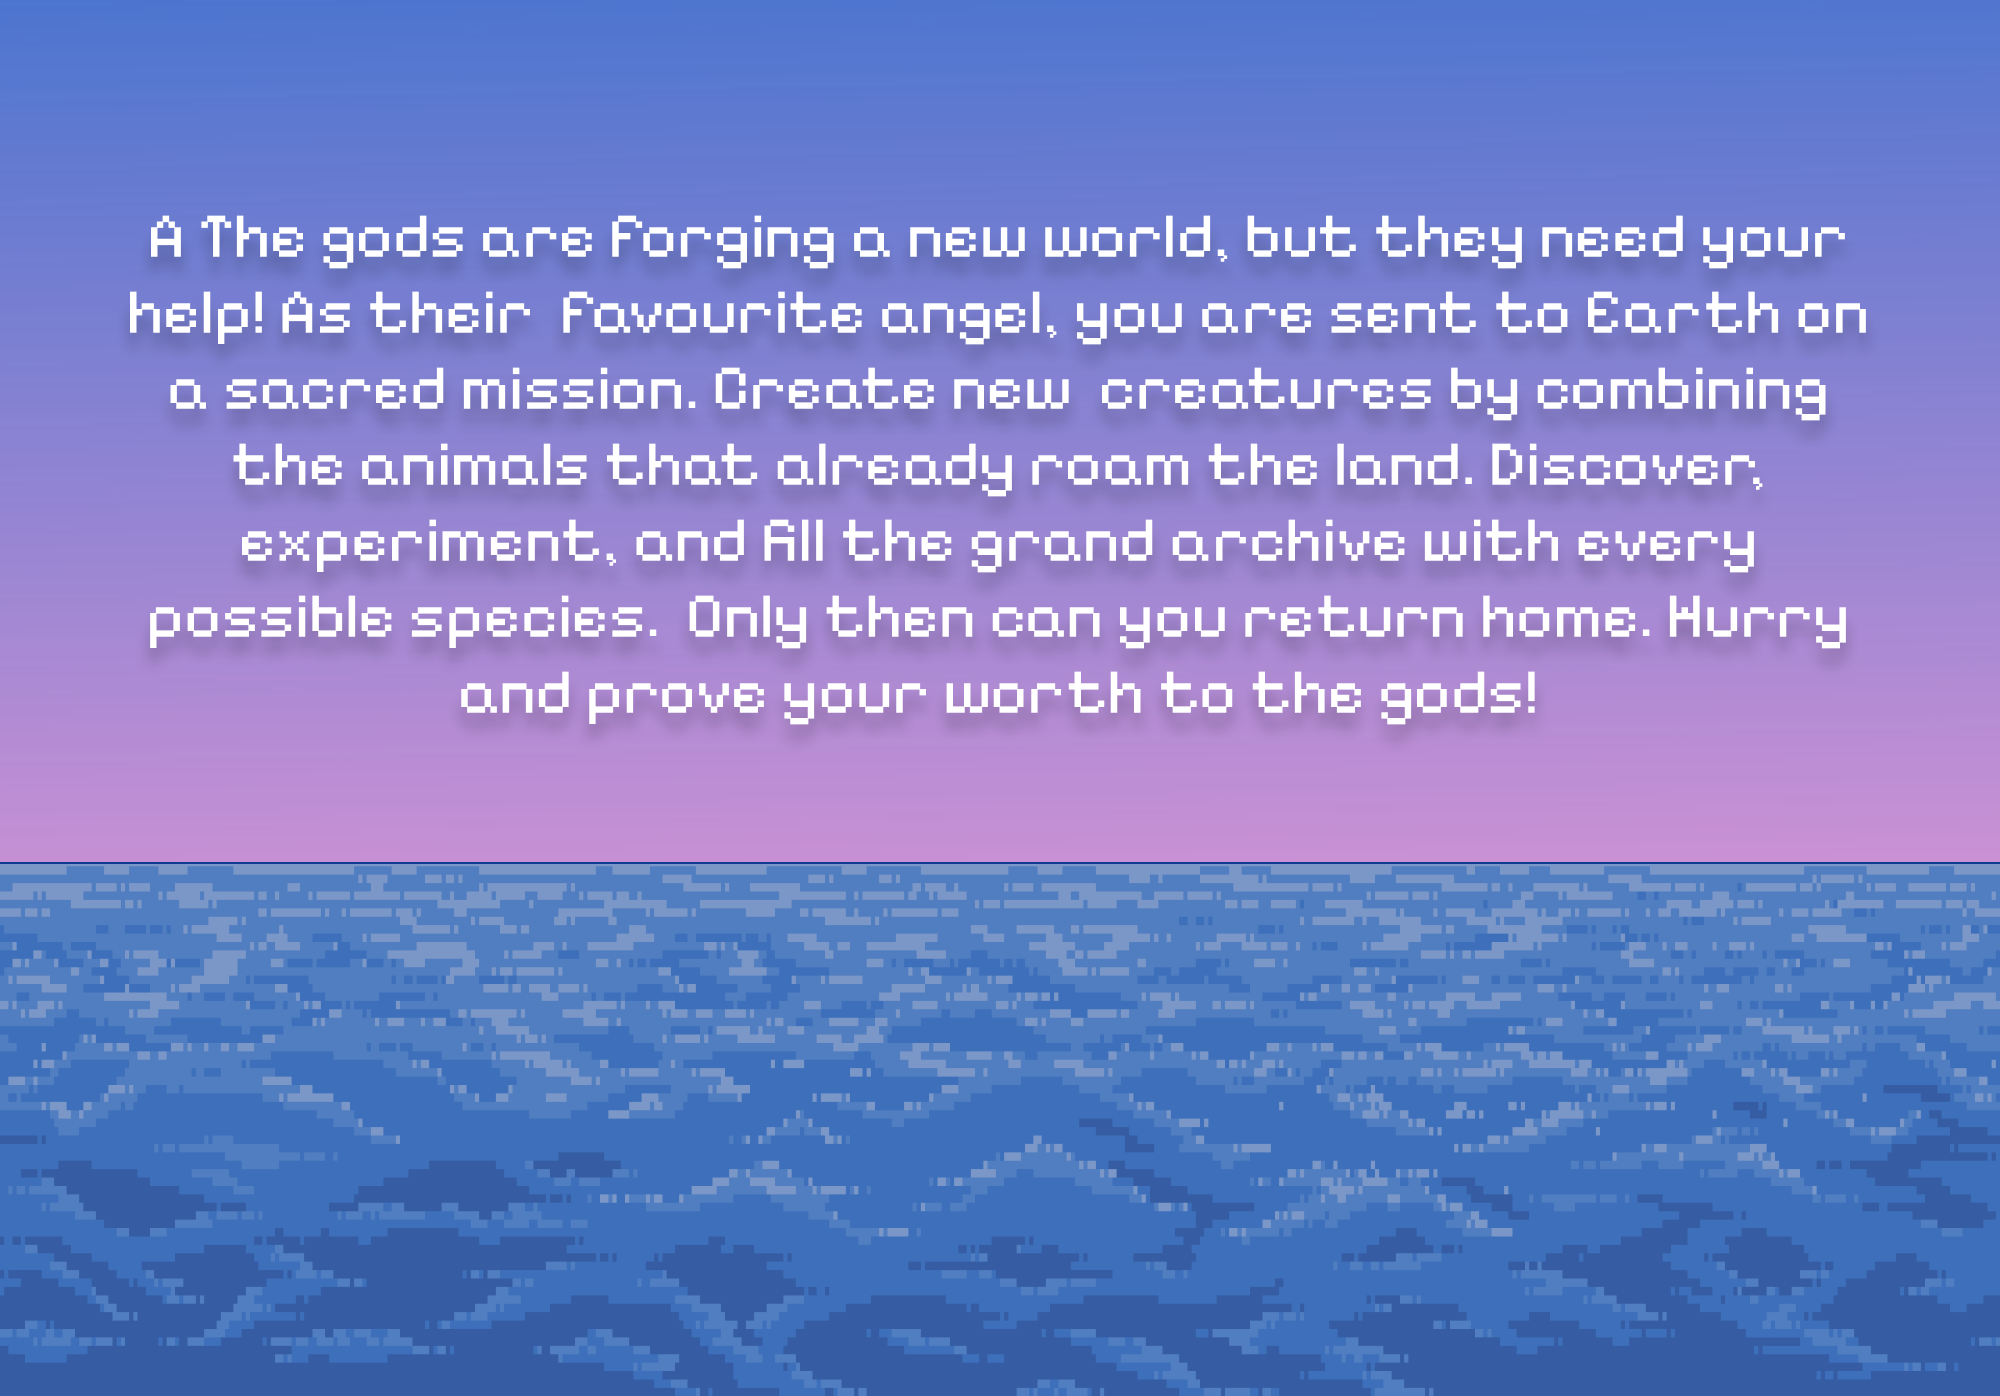 A The gods are forging a new world, but they need your
help! As their  favourite angel, you are sent to Earth on
a sacred mission. Create new  creatures by combining
the animals that already roam the land. Discover,
experiment, and fill the grand archive with every
possible species.  Only then can you return home. Hurry
and prove your worth to the gods!